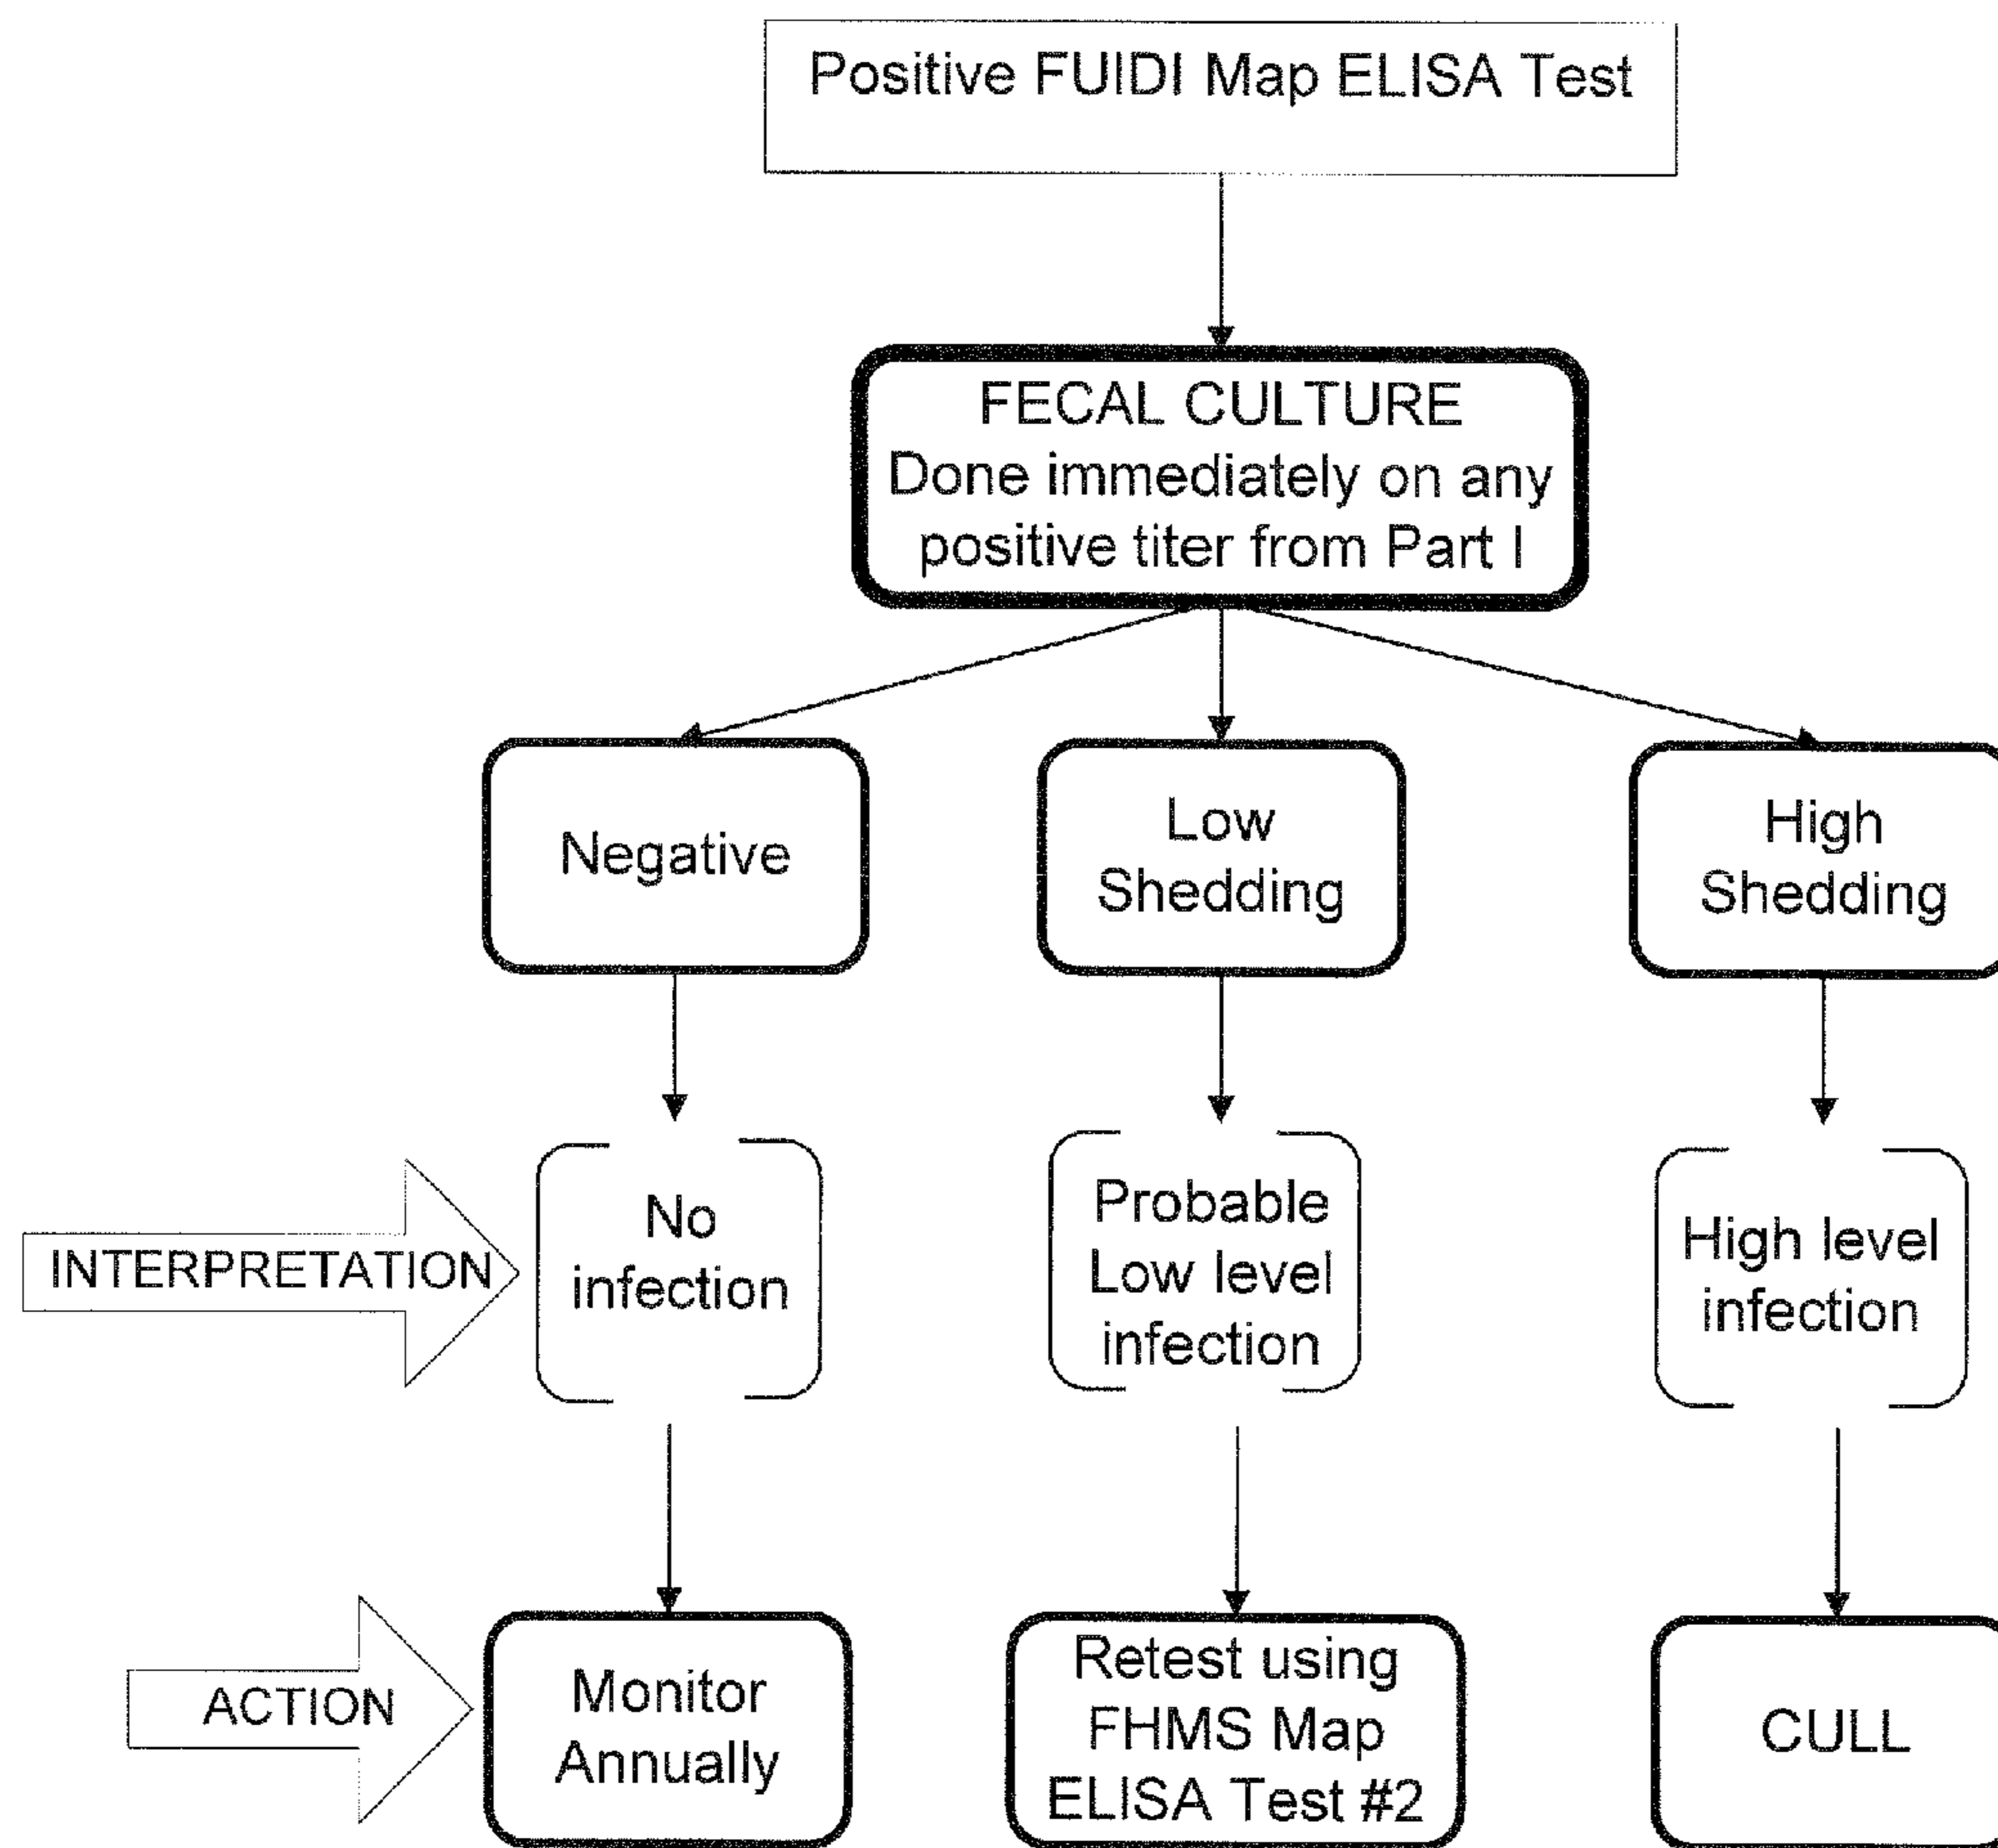 Positive FUIDI Map ELISA Test
FECAL CULTURE
Done immediately on any
positive titer from Part I
Negative
Low
Shedding
High
Shedding
INTERPRETATION
No
infection
Probable
Low level
infection
High level
infection
ACTION
Monitor
Annually
Retest using
FHMS Map
ELISA Test #2
CULL